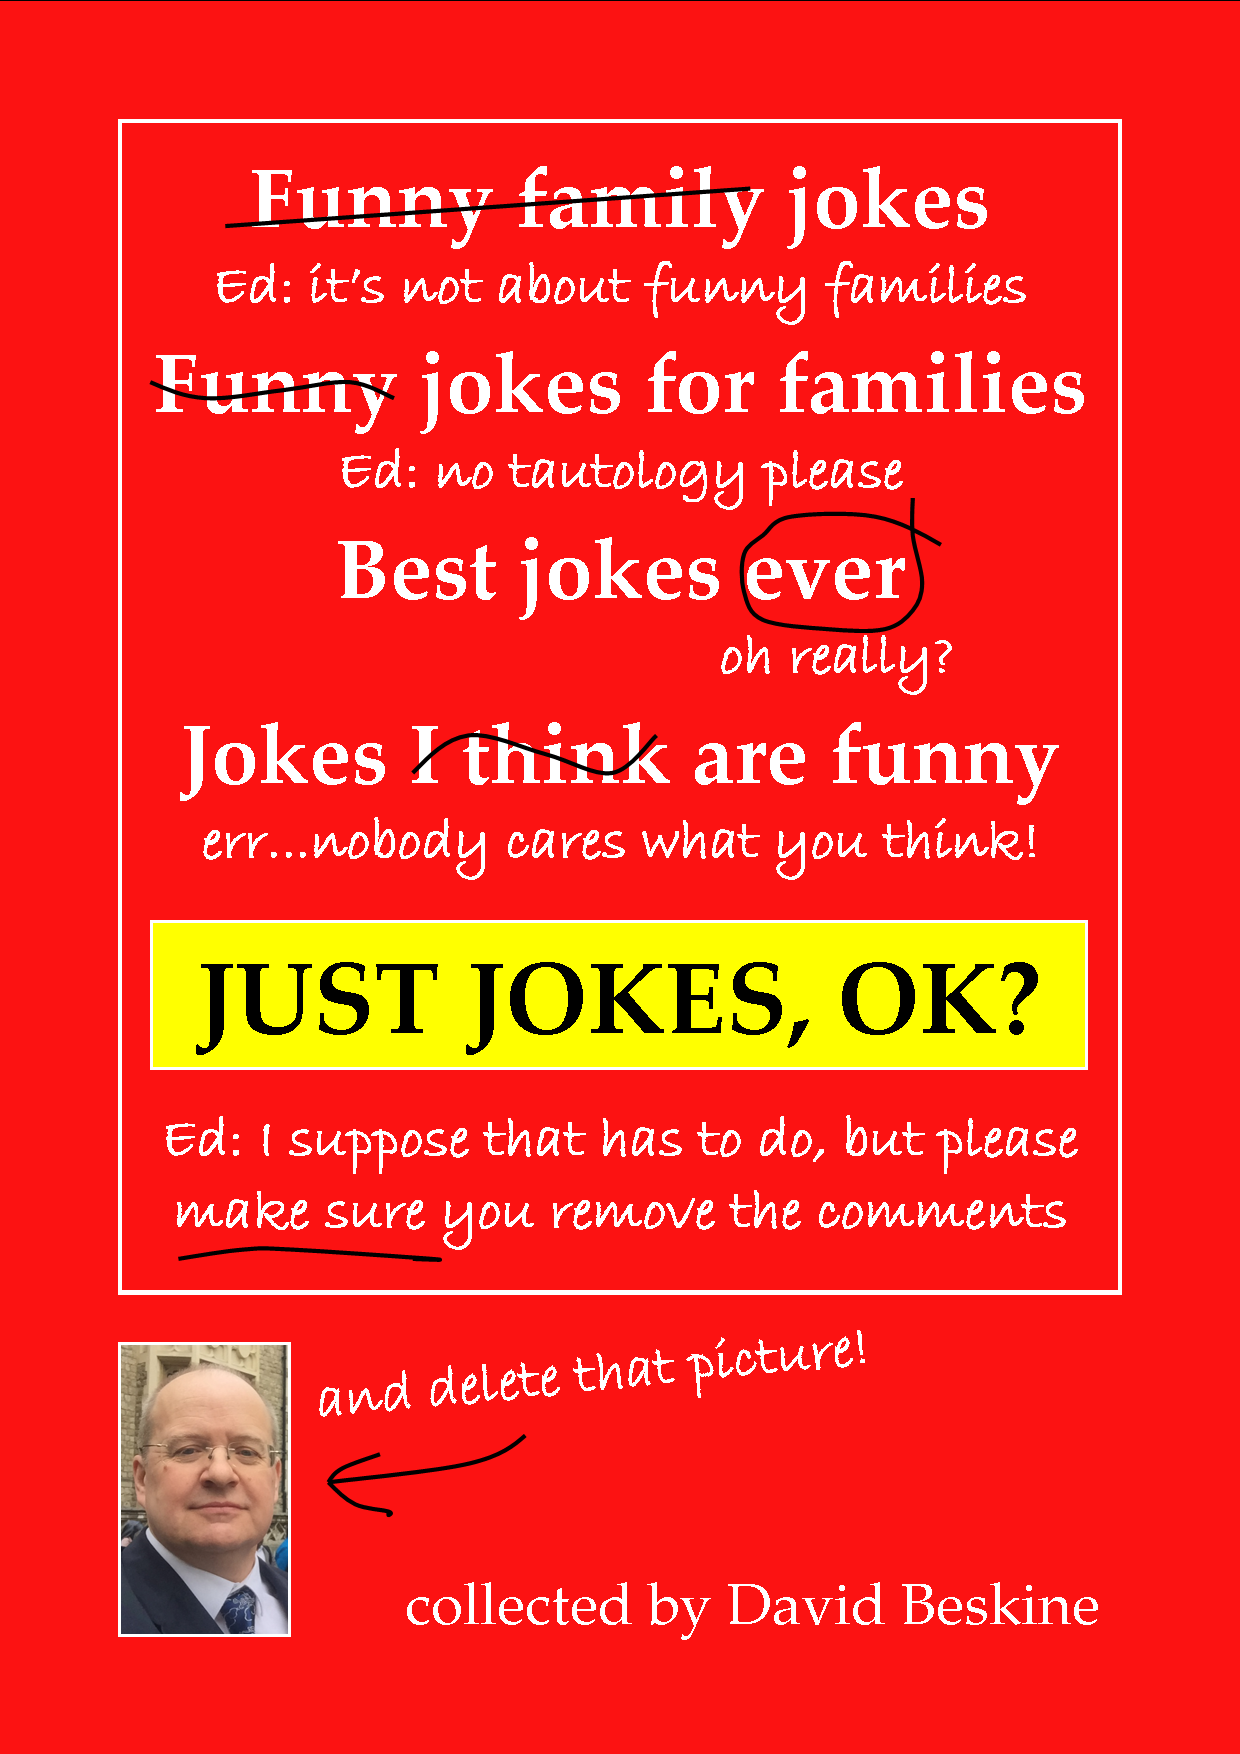 Funny family jokes
Ed: it's not about funny families
Funny jokes for families
Ed: no tautology please
Best jokes ever
oh really?
Jokes I think are funny
err...nobody cares what you think!
JUST JOKES, OK?
Ed: I suppose that has to do, but please
make sure you remove the comments
and delete that picture!
collected by David Beskine